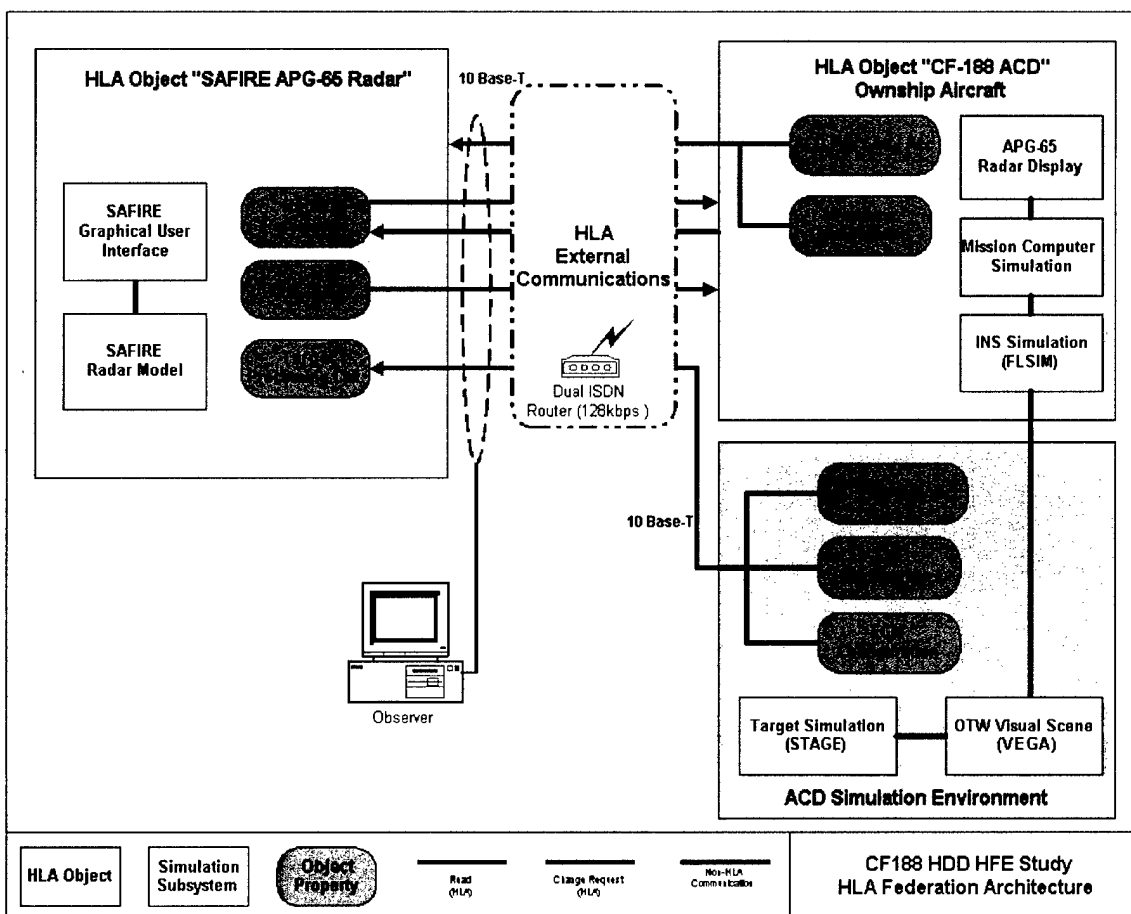 HLA Object "SAFIRE APG-65 Radar"
10 Base-T
HLA Object "CF-188 ACD"
Ownship Aircraft
APG-65
Radar Display
SAFIRE
Graphical User
Interface
HLA
External
Communications
Mission Computer
Simulation
SAFIRE
Radar Model
INS Simulation
(FLSIM)
Dual ISDN
Router (128kbps )
10 Base-T
Observer
Target Simulation
(STAGE)
OTW Visual Scene
(VEGA)
ACD Simulation Environment
HLA Object
Simulation
Subsystem
Object
Property
Read
(HLA)
Change Request
(HLA)
Non-HLA
Communication
CF188 HDD HFE Study
HLA Federation Architecture